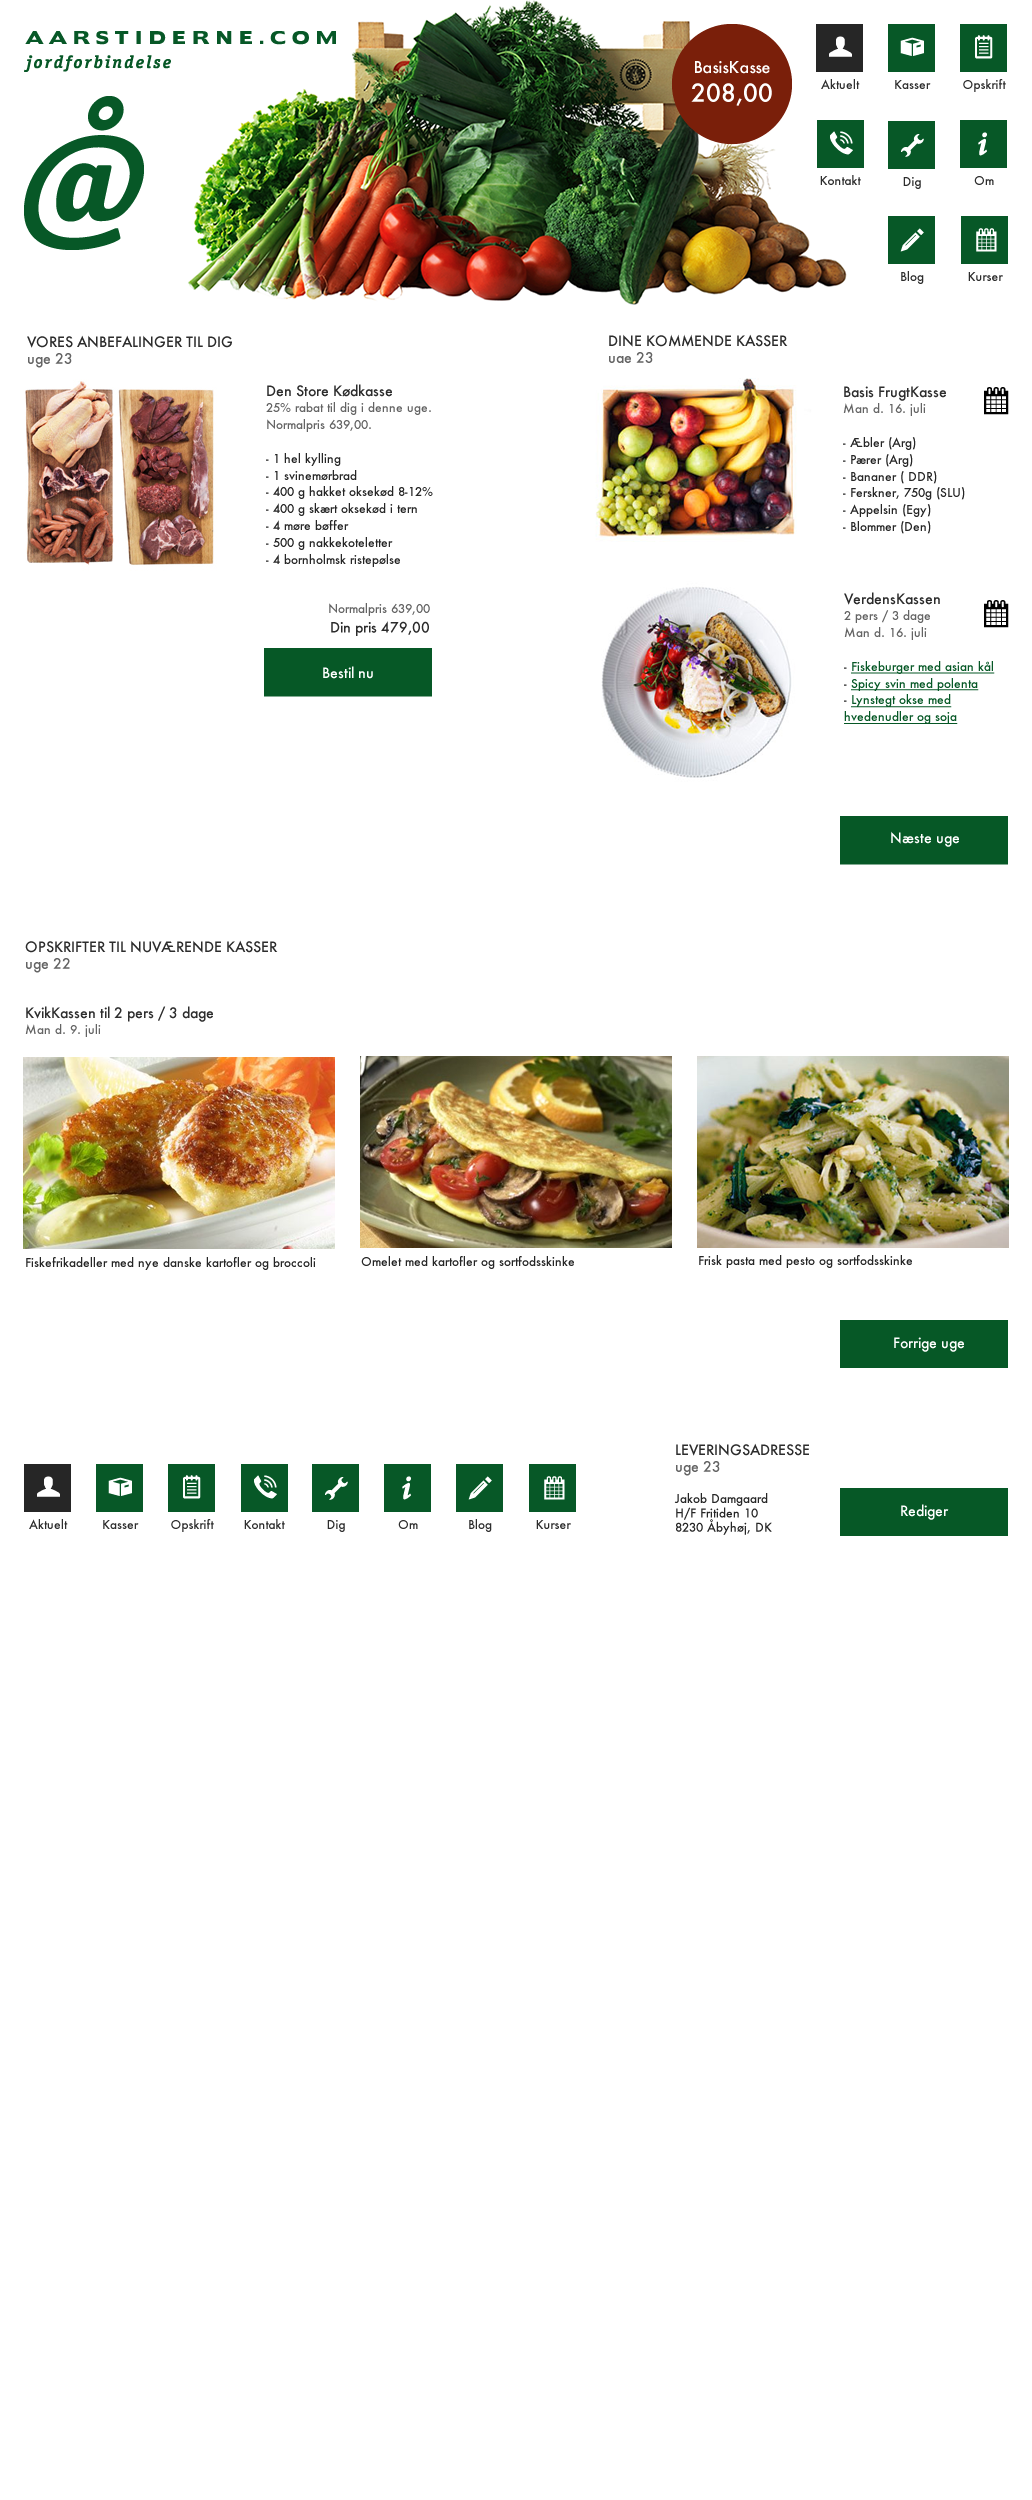 AARSTIDERNE.COM
jordforbindelse
@
BasisKasse
208,00
Aktuelt
Kasser
Opskrift
Kontakt
Dig
Om
Blog
Kurser
VORES ANBEFALINGER TIL DIG
uge 23
Den Store Kødkasse
25% rabat til dig i denne uge.
Normalpris 639,00.
- 1 hel kylling
- 1 svinemørbrad
- 400 g hakket oksekød 8-12%
- 400 g skært oksekød i tern
- 4 møre bøffer
- 500 g nakkekoteletter
- 4 bornholmsk ristepølse
Normalpris 639,00
Din pris 479,00
Bestil nu
DINE KOMMENDE KASSER
uge 23
Basis FrugtKasse
Man d. 16. juli
- Æbler (Arg)
- Pærer (Arg)
- Bananer ( DDR)
- Ferskner, 750g (SLU)
- Appelsin (Egy)
- Blommer (Den)
VerdensKassen
2 pers / 3 dage
Man d. 16. juli
- Fiskeburger med asian kål
- Spicy svin med polenta
- Lynstegt okse med
hvedenudler og soja
Næste uge
OPSKRIFTER TIL NUVÆRENDE KASSER
uge 22
KvikKassen til 2 pers / 3 dage
Man d. 9. juli
Fiskefrikadeller med nye danske kartofler og broccoli
Omelet med kartofler og sortfodsskinke
Frisk pasta med pesto og sortfodsskinke
Forrige uge
Aktuelt
Kasser
Opskrift
Kontakt
Dig
Om
Blog
Kurser
LEVERINGSADRESSE
uge 23
Jakob Damgaard
H/F Fritiden 10
8230 Åbyhøj, DK
Rediger